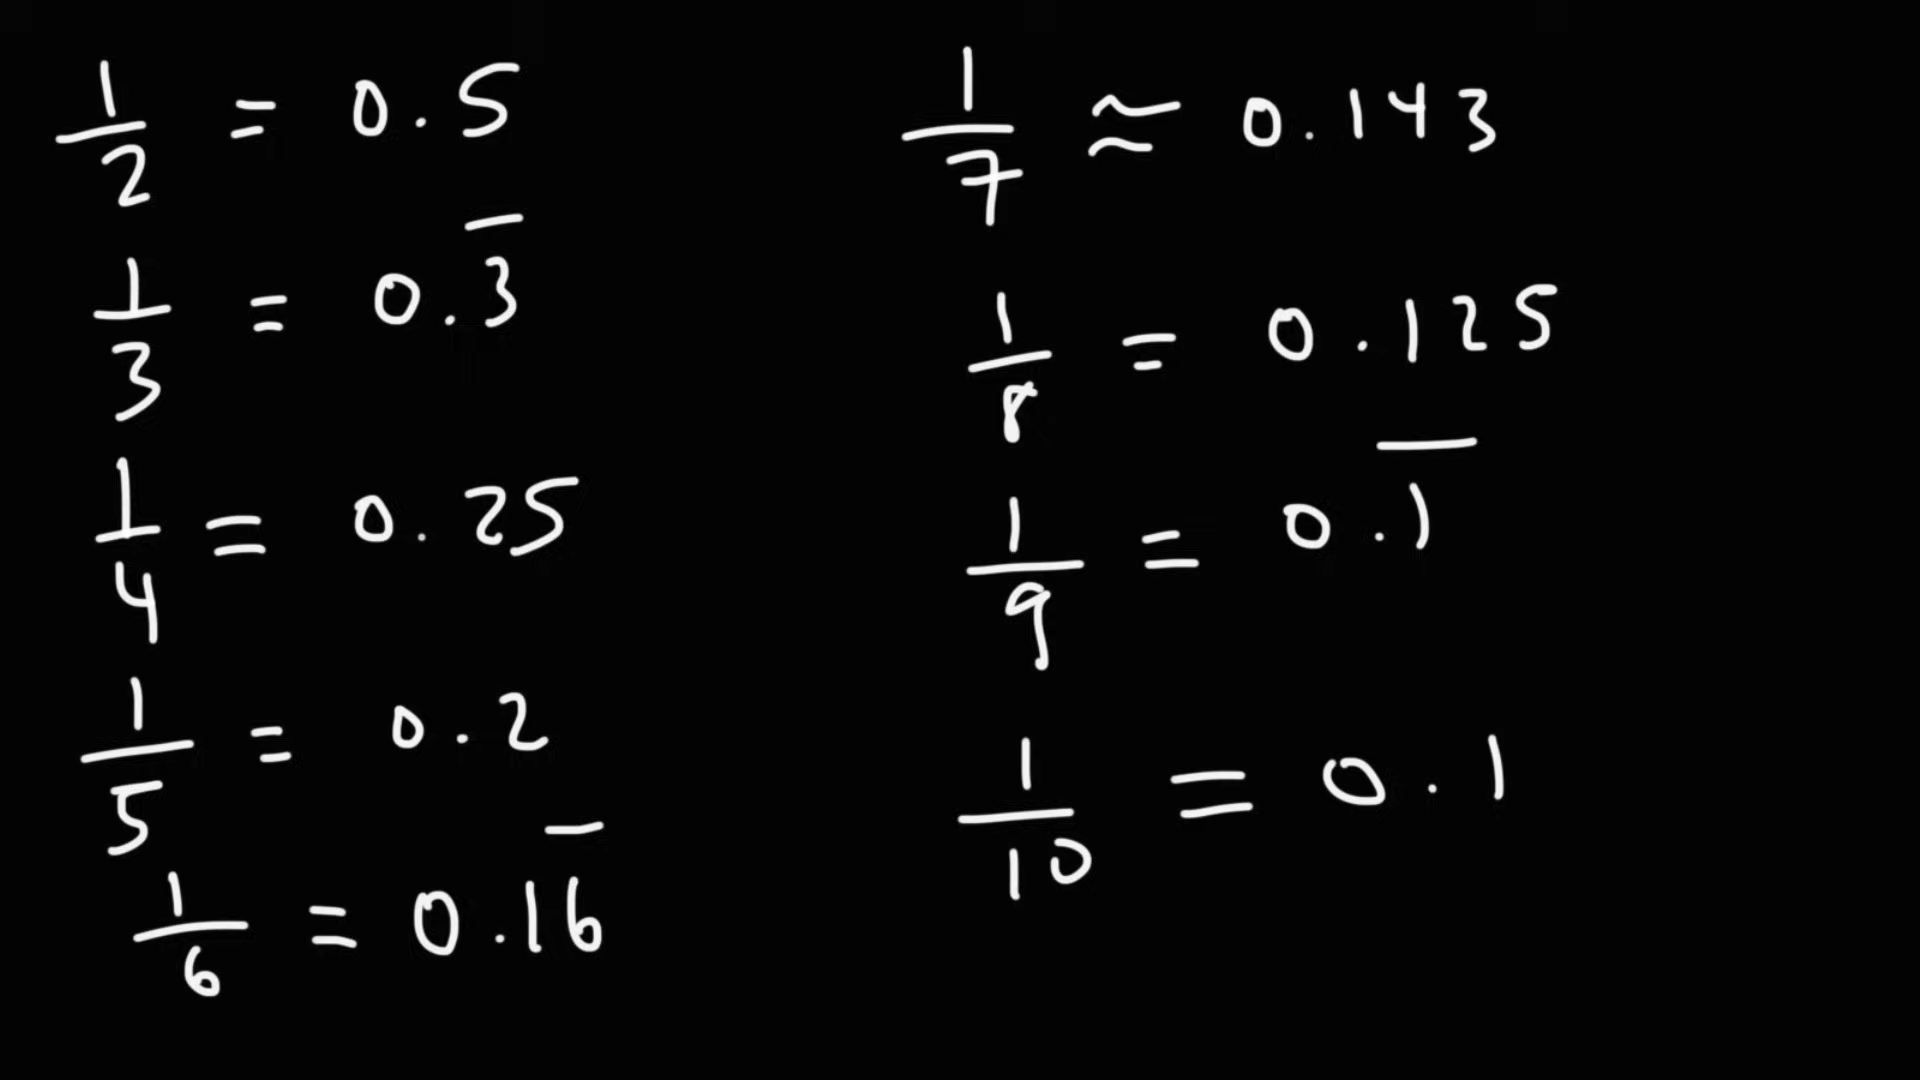 1/2 = 0.5
1/3 = 0.3̅
1/4 = 0.25
1/5 = 0.2
1/6 = 0.16̅
1/7 ≈ 0.143
1/8 = 0.125
1/9 = 0.1̅
1/10 = 0.1